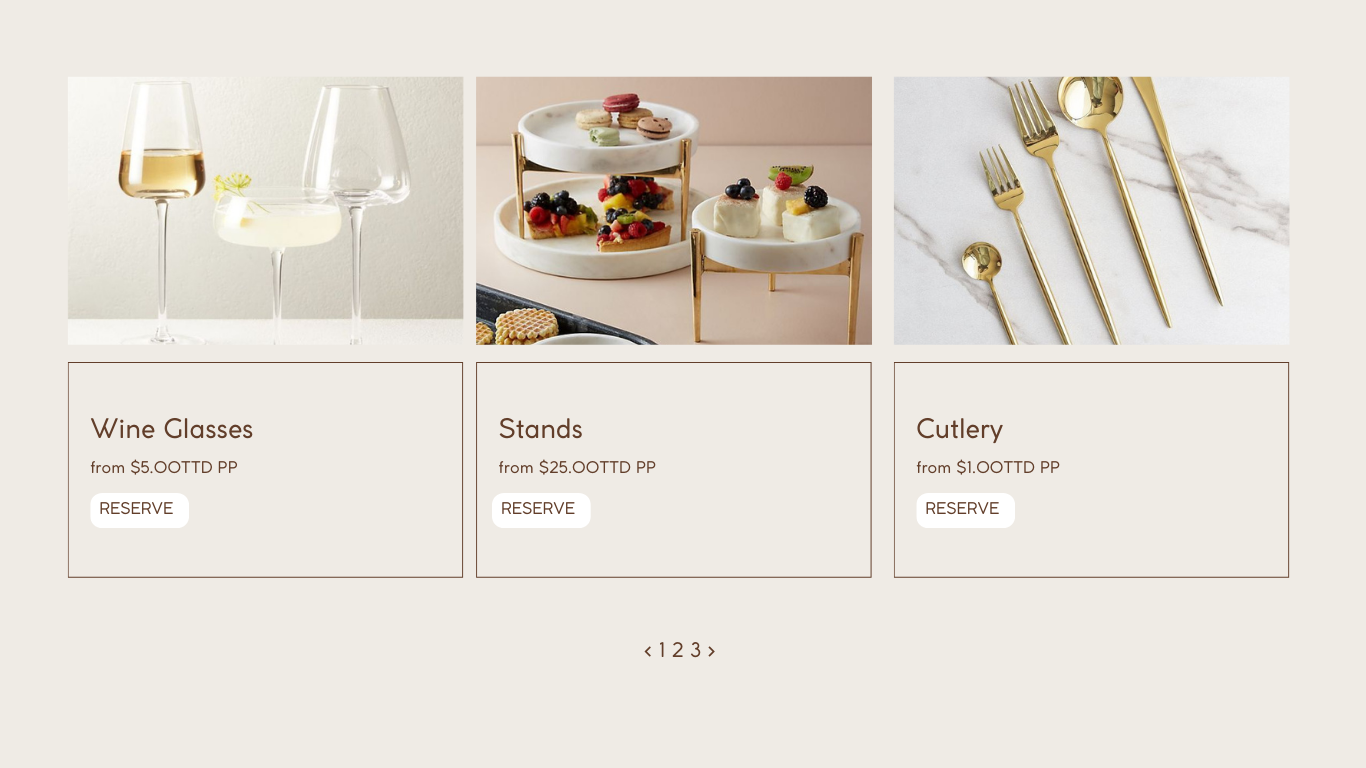 Wine Glasses
from $5.00TTD PP
RESERVE
Stands
from $25.00TTD PP
RESERVE
Cutlery
from $1.00TTD PP
RESERVE
‹ 1 2 3 ›